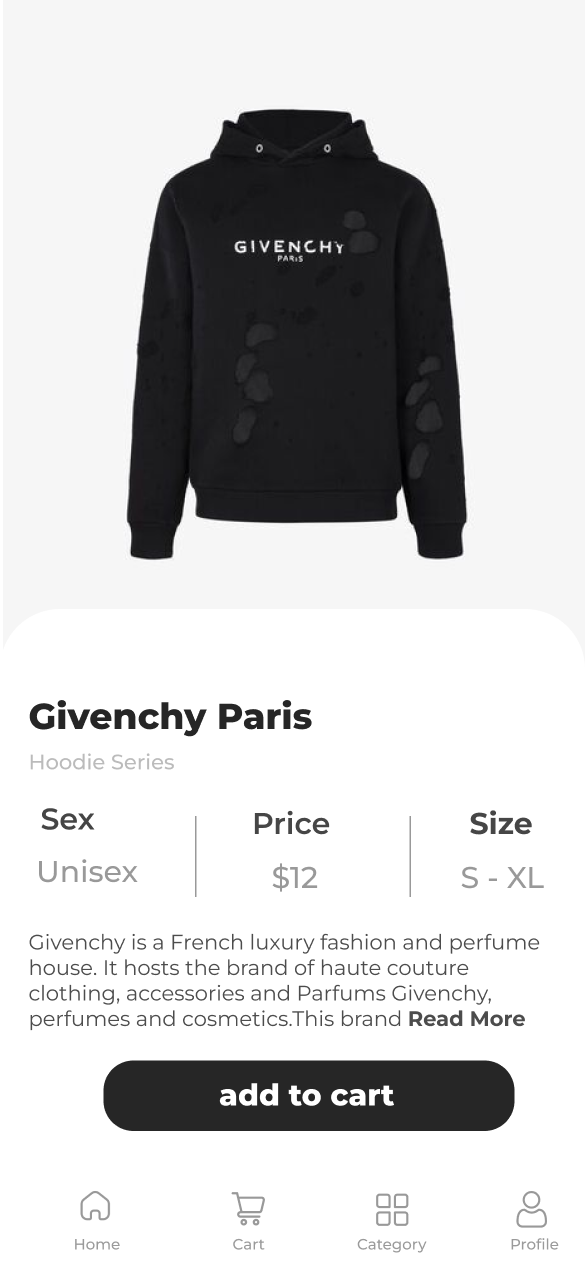 GIVENCHY
PARIS
Givenchy Paris
Hoodie Series
Sex
Price
Size
Unisex
$12
S - XL
Givenchy is a French luxury fashion and perfume
house. It hosts the brand of haute couture
clothing, accessories and Parfums Givenchy,
perfumes and cosmetics.This brand Read More
add to cart
Home
Cart
Category
Profile